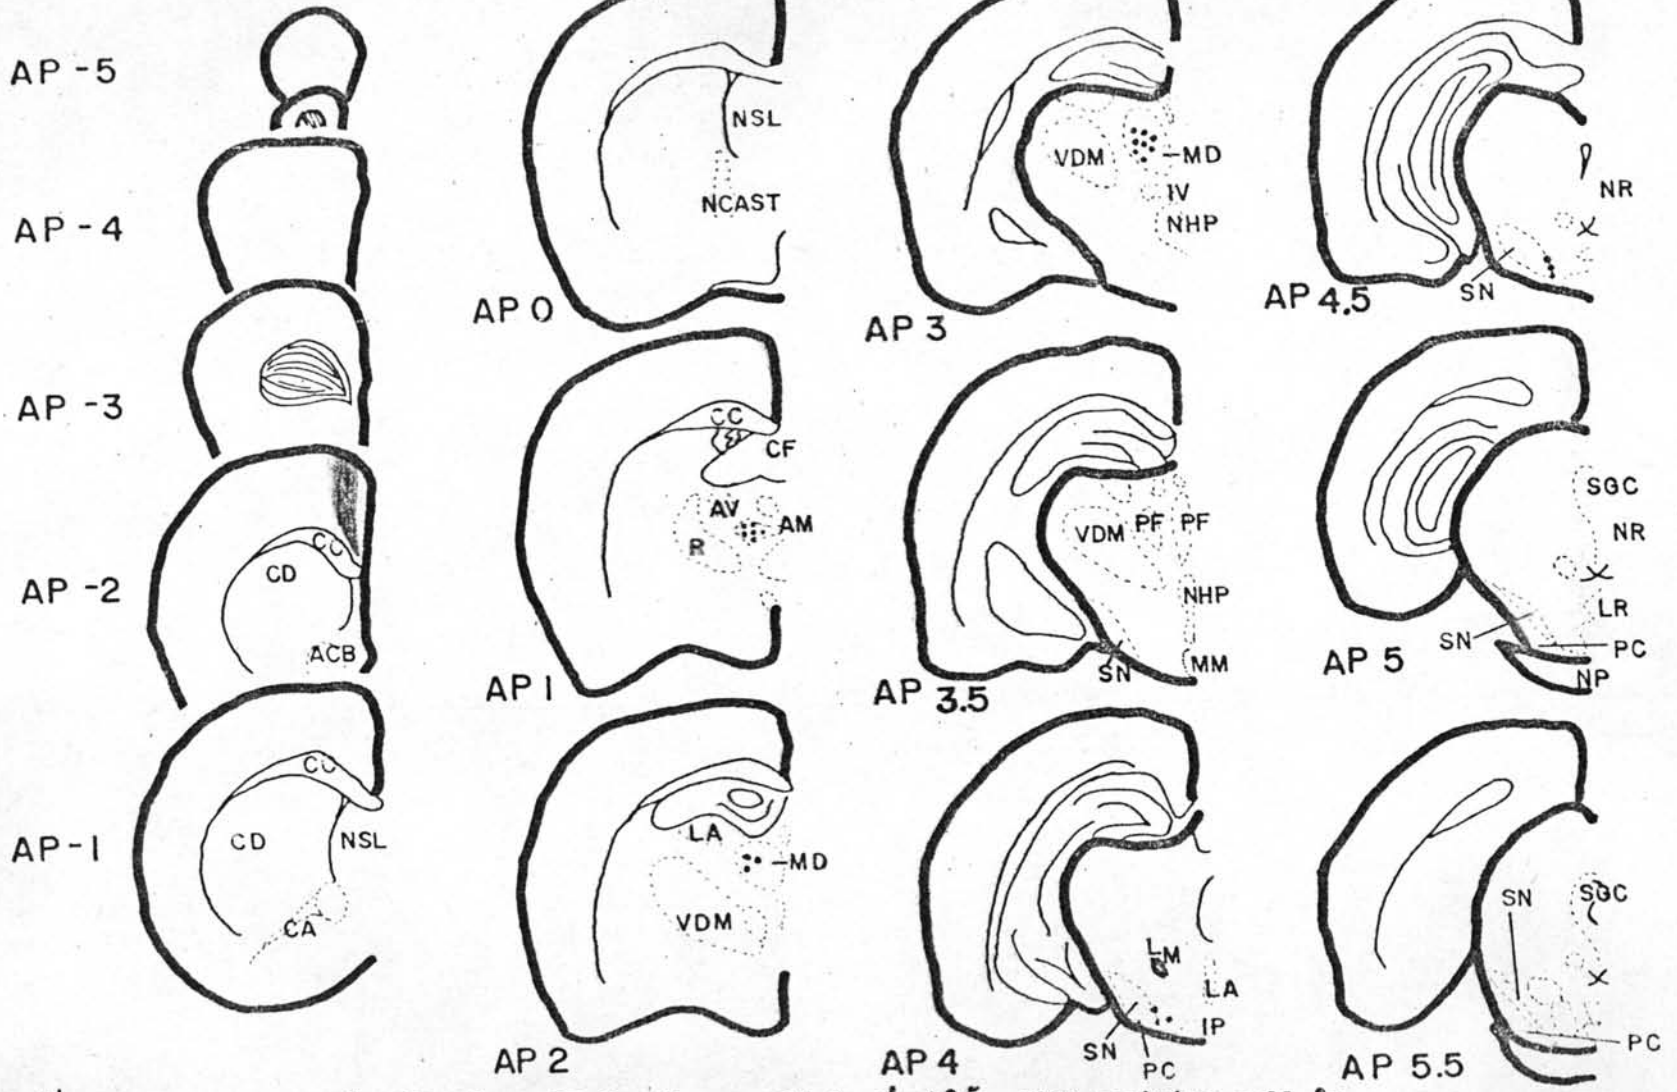 AP -5
AP -4
AP -3
AP -2
CC
CD
ACB
AP-1
CC
CD
NSL
CA
NSL
NCAST
AP 0
CC
CF
AV
AM
R
AP 1
LA
MD
VDM
AP 2
VDM
MD
IV
NHP
AP 3
VDM PF PF
NHP
SN
MM
AP 3.5
LM
LA
IP
SN
PC
AP 4
NR
SN
AP 4.5
SGC
NR
LR
SN
PC
NP
AP 5
SN
SGC
PC
AP 5.5